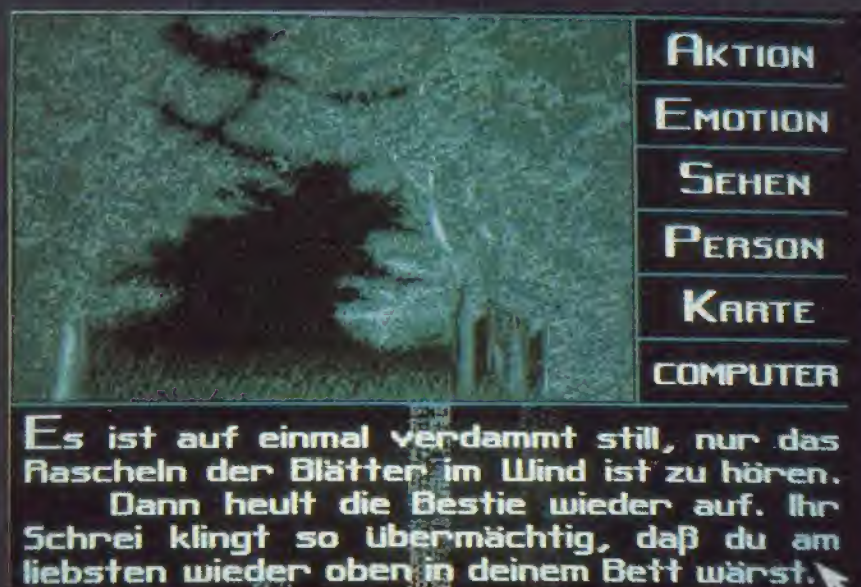 AKTION
EMOTION
SEHEN
PERSON
KARTE
COMPUTER
Es ist auf einmal verdammt still, nur das
Rascheln der Blätter im Wind ist zu hören.
Dann heult die Bestie wieder auf. Ihr
Schrei klingt so übermächtig, daß du am
liebsten wieder oben in deinem Bett wärst.